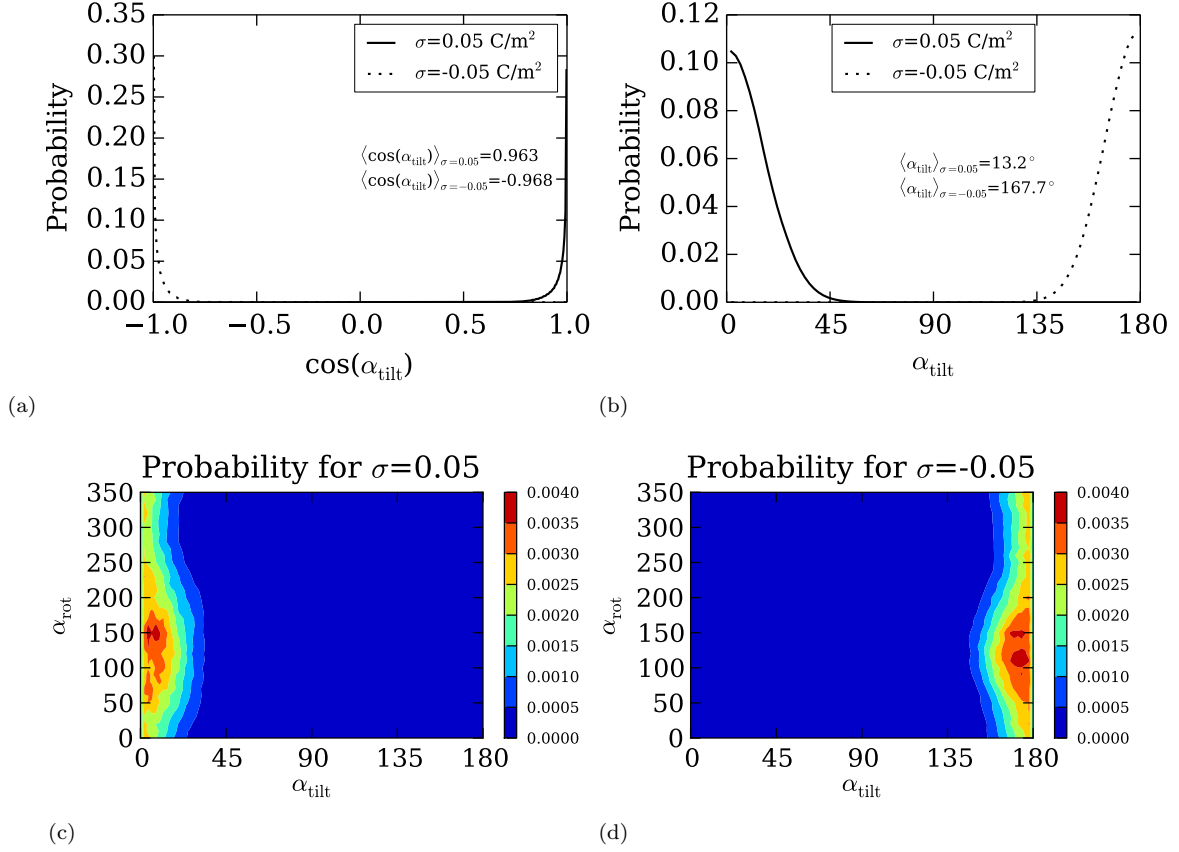 0.35
0.30
0.25
0.20
0.15
0.10
0.05
0.00
Probability
−1.0 −0.5 0.0 0.5 1.0
cos(α_tilt)
σ=0.05 C/m²
σ=-0.05 C/m²
⟨cos(α_tilt)⟩_σ=0.05=0.963
⟨cos(α_tilt)⟩_σ=−0.05=-0.968
(a)
0.12
0.10
0.08
0.06
0.04
0.02
0.00
Probability
0 45 90 135 180
α_tilt
σ=0.05 C/m²
σ=-0.05 C/m²
⟨α_tilt⟩_σ=0.05=13.2°
⟨α_tilt⟩_σ=−0.05=167.7°
(b)
Probability for σ=0.05
350
300
250
200
150
100
50
0
α_rot
0 45 90 135 180
α_tilt
0.0040
0.0035
0.0030
0.0025
0.0020
0.0015
0.0010
0.0005
0.0000
(c)
Probability for σ=-0.05
350
300
250
200
150
100
50
0
α_rot
0 45 90 135 180
α_tilt
0.0040
0.0035
0.0030
0.0025
0.0020
0.0015
0.0010
0.0005
0.0000
(d)